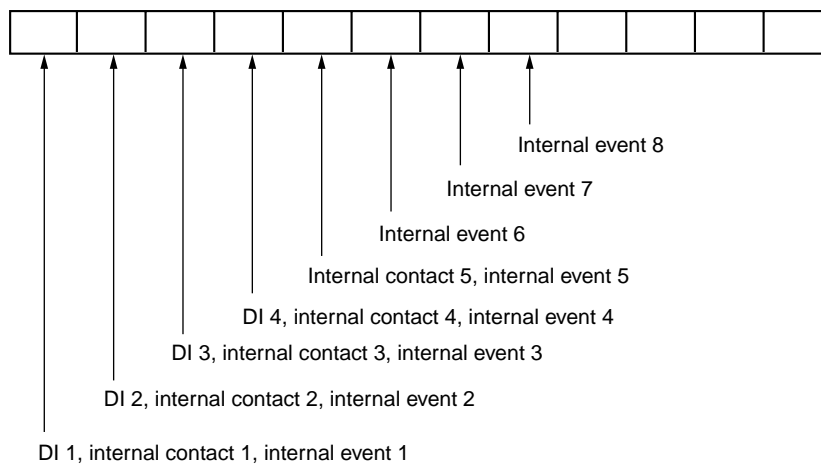 Internal event 8
Internal event 7
Internal event 6
Internal contact 5, internal event 5
DI 4, internal contact 4, internal event 4
DI 3, internal contact 3, internal event 3
DI 2, internal contact 2, internal event 2
DI 1, internal contact 1, internal event 1